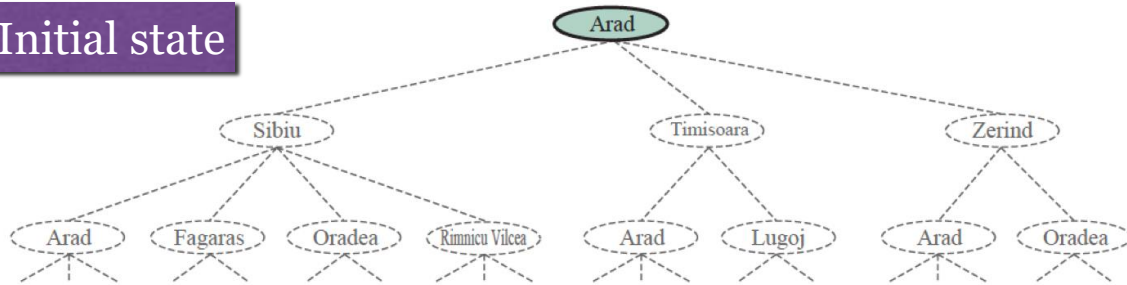 Initial state
Arad
Sibiu
Timisoara
Zerind
Arad
Fagaras
Oradea
Rimnicu Vilcea
Arad
Lugoj
Arad
Oradea